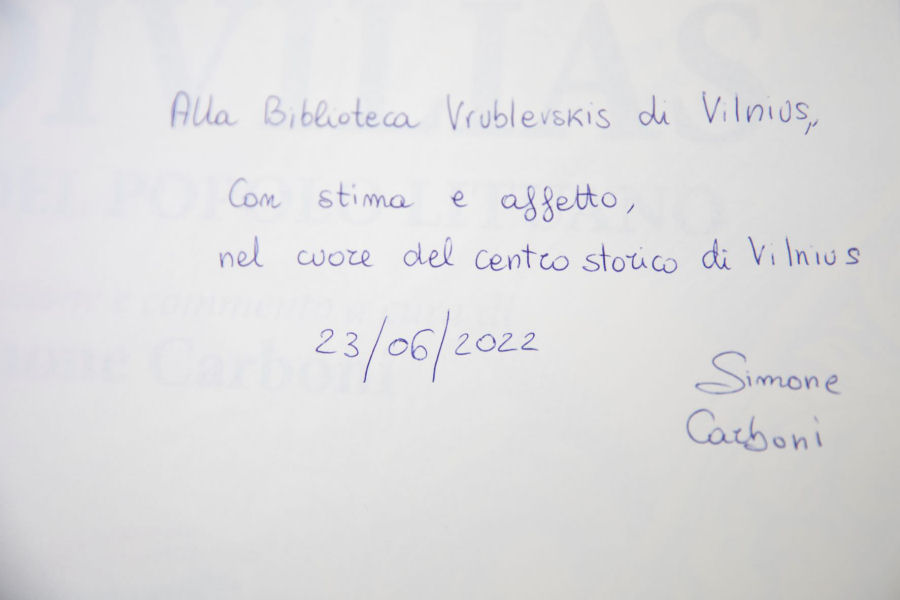 Alla Biblioteca Vrublevskis di Vilnius,,
Con stima e affetto,
nel cuore del centro storico di Vilnius
23/06/2022
Simone
Carboni